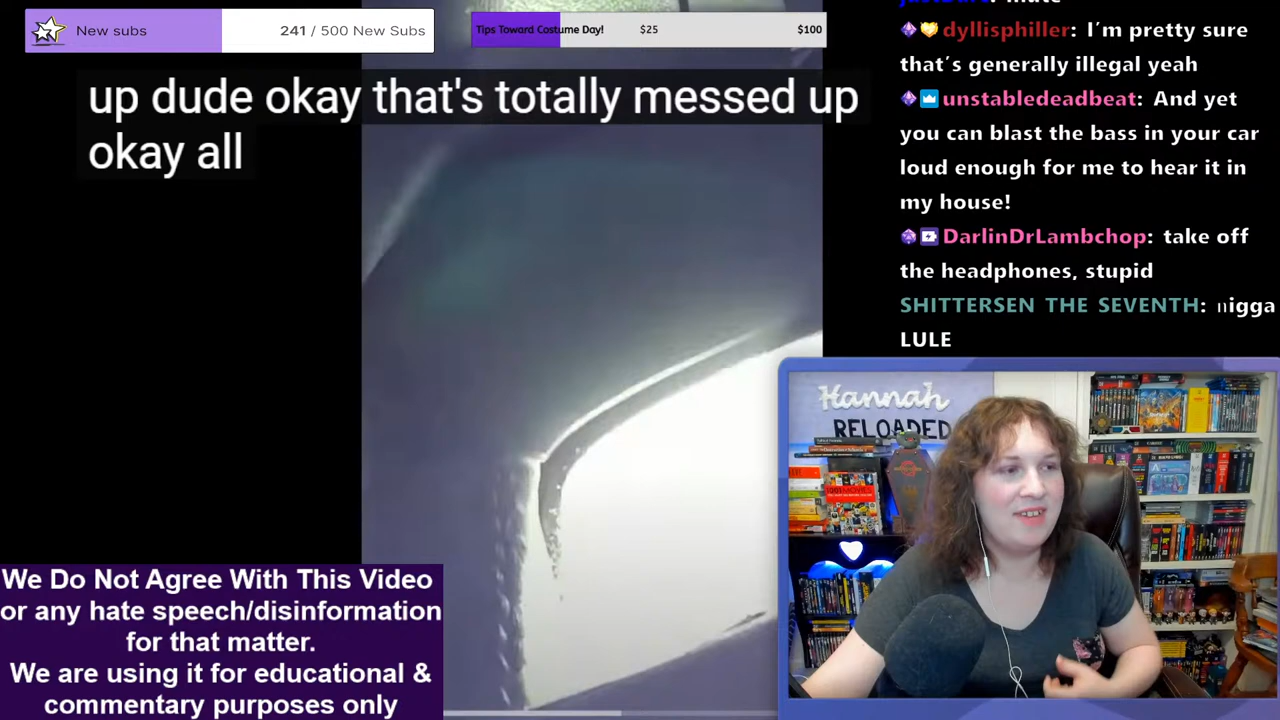 New subs
241 / 500 New Subs
Tips Toward Costume Day!
$25
$100
up dude okay that's totally messed up
okay all
dyllisphiller: I'm pretty sure
that's generally illegal yeah
unstabledeadbeat: And yet
you can blast the bass in your car
loud enough for me to hear it in
my house!
DarlinDrLambchop: take off
the headphones, stupid
SHITTERSEN THE SEVENTH: nigga
LULE
Hannah
RELOADED
We Do Not Agree With This Video
or any hate speech/disinformation
for that matter.
We are using it for educational &
commentary purposes only